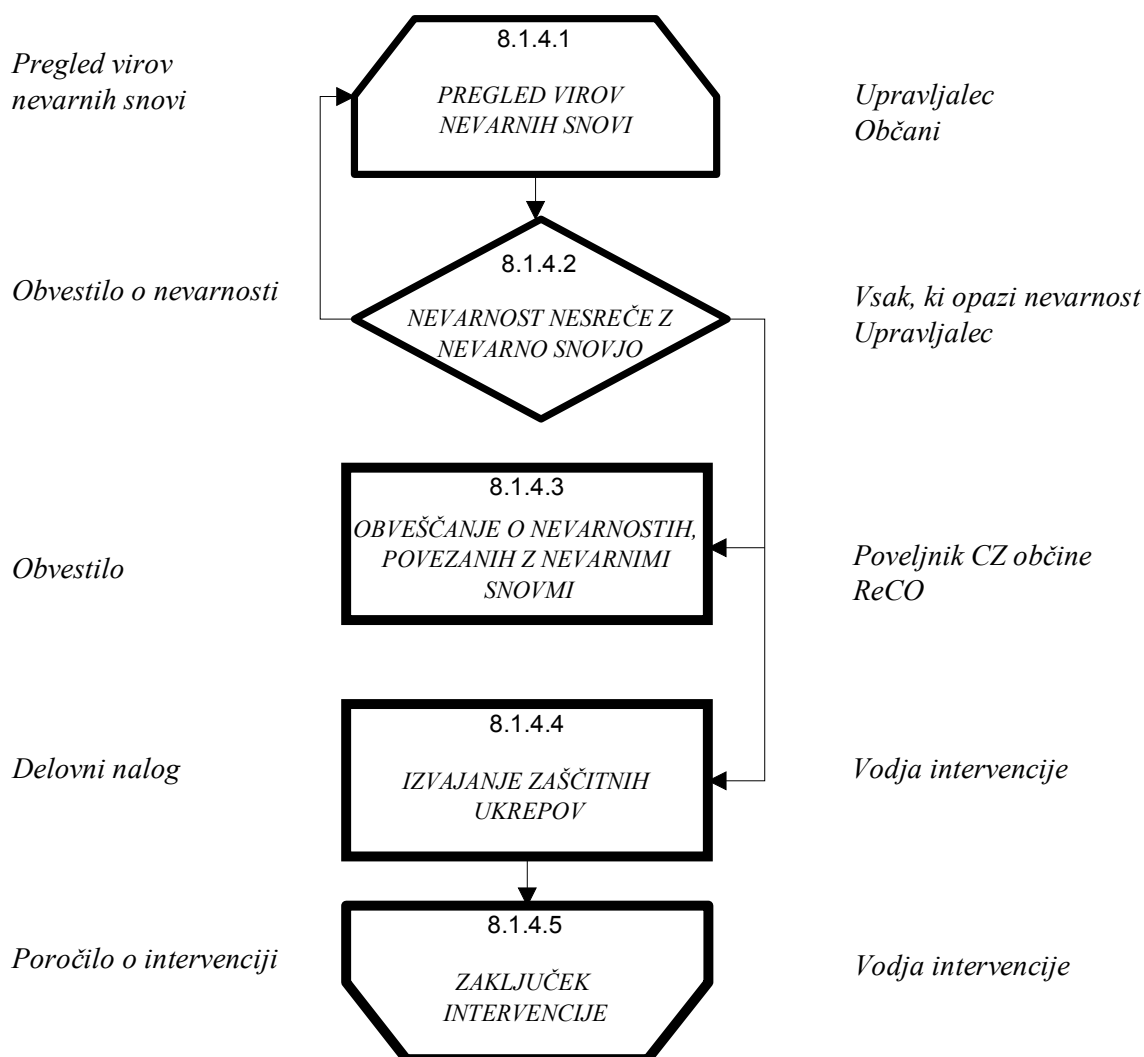 Pregled virov
nevarnih snovi
8.1.4.1
PREGLED VIROV
NEVARNIH SNOVI
Upravljalec
Občani
Obvestilo o nevarnosti
8.1.4.2
NEVARNOST NESREČE Z
NEVARNO SNOVJO
Vsak, ki opazi nevarnost
Upravljalec
Obvestilo
8.1.4.3
OBVEŠČANJE O NEVARNOSTIH,
POVEZANIH Z NEVARNIMI
SNOVMI
Poveljnik CZ občine
ReCO
Delovni nalog
8.1.4.4
IZVAJANJE ZAŠČITNIH
UKREPOV
Vodja intervencije
Poročilo o intervenciji
8.1.4.5
ZAKLJUČEK
INTERVENCIJE
Vodja intervencije